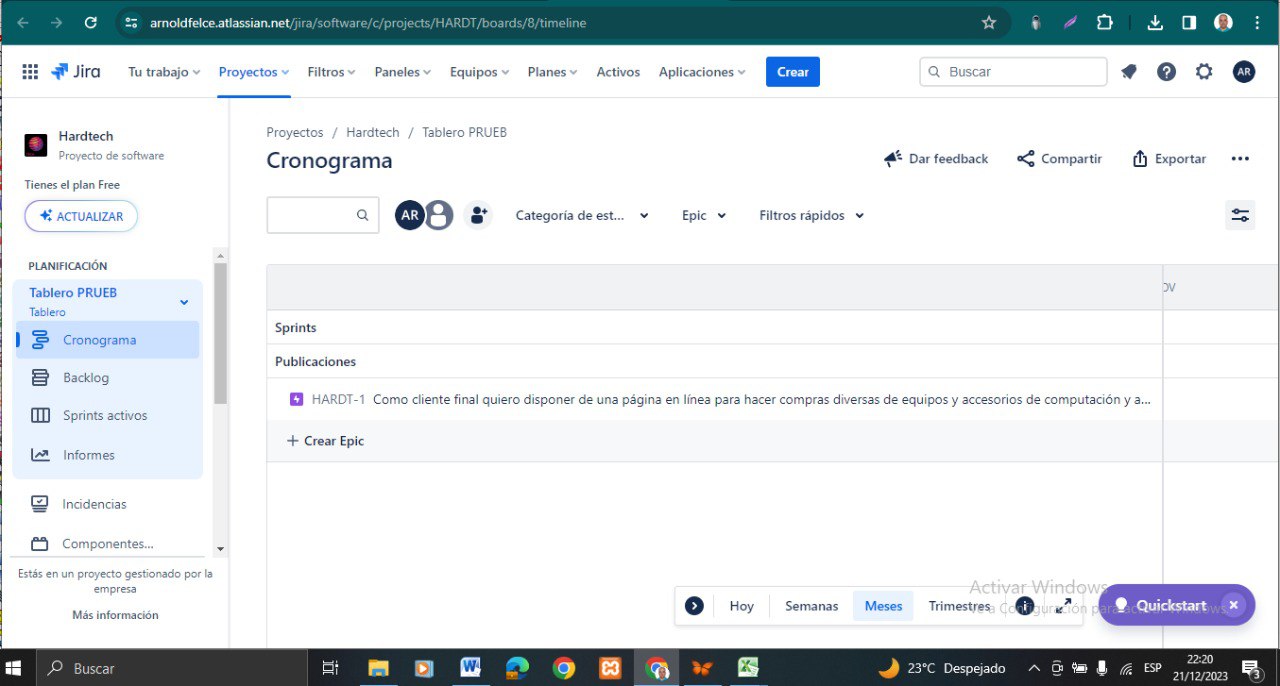 arnoldfelce.atlassian.net/jira/software/c/projects/HARDT/boards/8/timeline
Jira
Tu trabajo
Proyectos
Filtros
Paneles
Equipos
Planes
Activos
Aplicaciones
Crear
Buscar
AR
Hardtech
Proyecto de software
Tienes el plan Free
ACTUALIZAR
PLANIFICACIÓN
Tablero PRUEB
Tablero
Cronograma
Backlog
Sprints activos
Informes
Incidencias
Componentes...
Estás en un proyecto gestionado por la
empresa
Más información
Proyectos / Hardtech / Tablero PRUEB
Cronograma
Dar feedback
Compartir
Exportar
AR
Categoría de est...
Epic
Filtros rápidos
OV
Sprints
Publicaciones
HARDT-1 Como cliente final quiero disponer de una página en línea para hacer compras diversas de equipos y accesorios de computación y a...
+ Crear Epic
Hoy
Semanas
Meses
Trimestres
Activar Windows
Ve a Configuración para activar Windows.
Quickstart
Buscar
23°C Despejado
ESP
22:20
21/12/2023
3